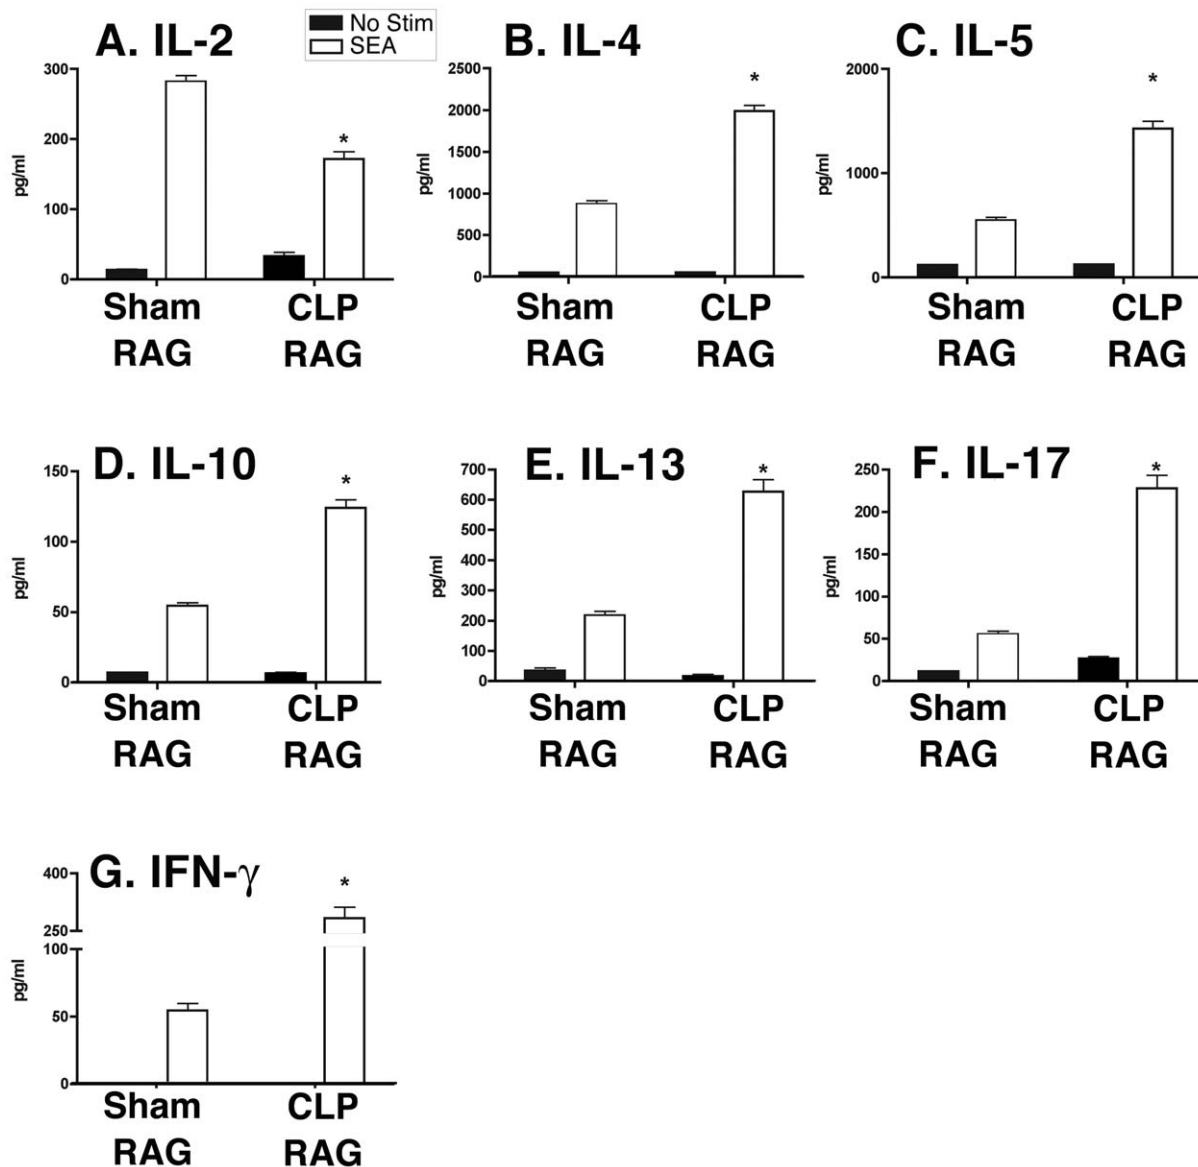 No Stim
SEA
A. IL-2
300
200
100
0
pg/ml
Sham CLP
RAG RAG
B. IL-4
2500
2000
1500
1000
500
0
pg/ml
*
Sham CLP
RAG RAG
C. IL-5
2000
1000
0
pg/ml
*
Sham CLP
RAG RAG
D. IL-10
150
100
50
0
pg/ml
*
Sham CLP
RAG RAG
E. IL-13
700
600
500
400
300
200
100
0
pg/ml
*
Sham CLP
RAG RAG
F. IL-17
250
200
150
100
50
0
pg/ml
*
Sham CLP
RAG RAG
G. IFN-γ
400
250
100
50
0
pg/ml
*
Sham CLP
RAG RAG